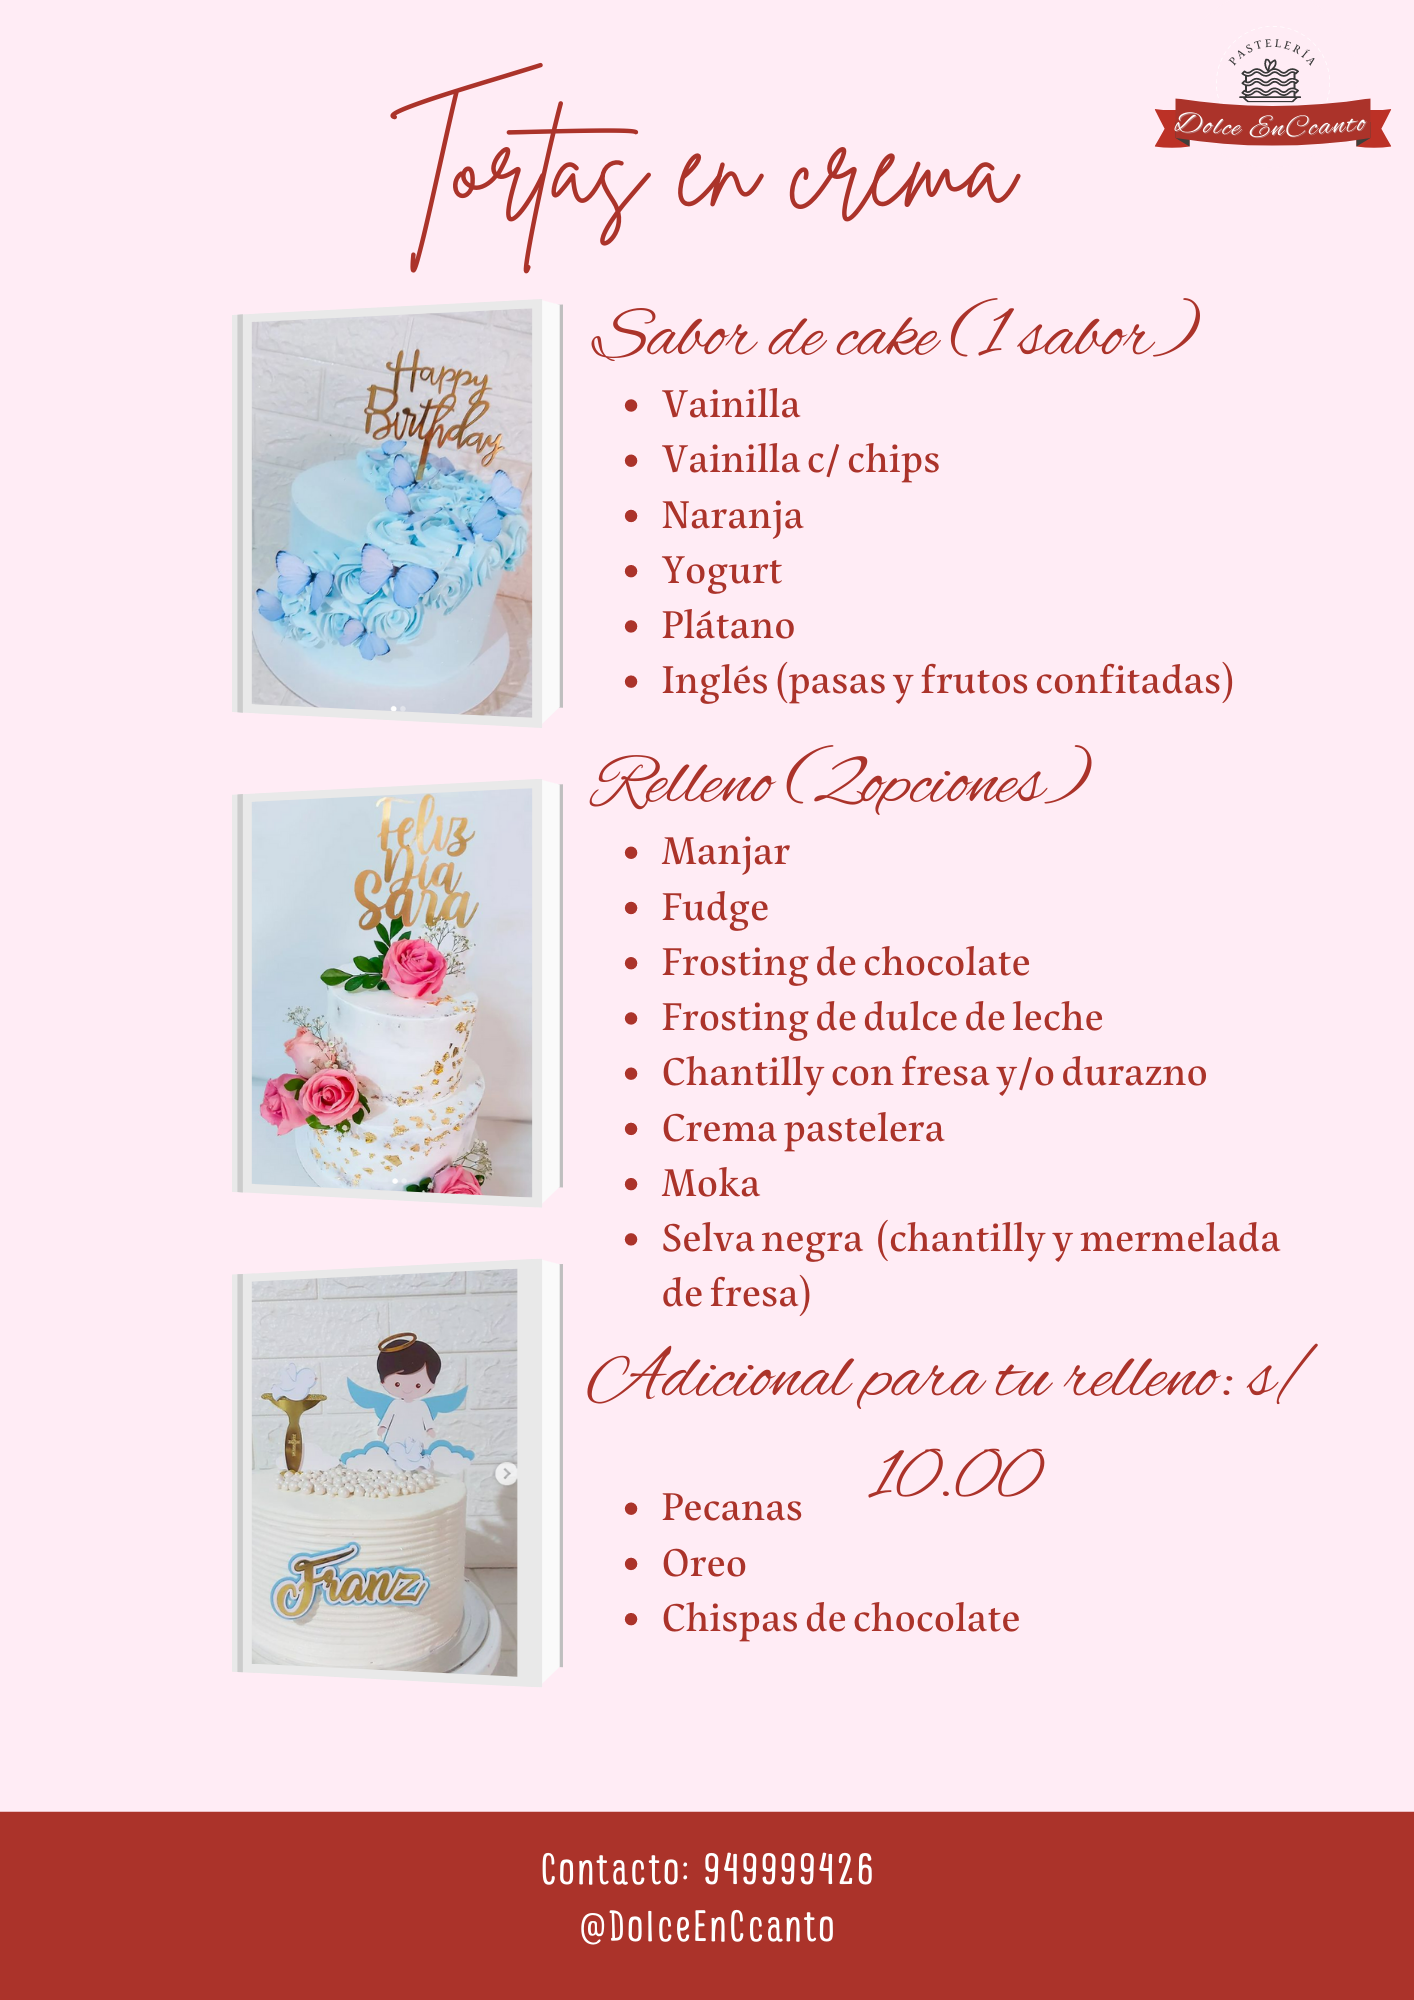 PASTELERÍA
Dolce EnCcanto
Tortas en crema
Happy
Birthday
Sabor de cake (1 sabor)
Vainilla
Vainilla c/ chips
Naranja
Yogurt
Plátano
Inglés (pasas y frutos confitadas)
Feliz
Día
Sara
Relleno (2opciones)
Manjar
Fudge
Frosting de chocolate
Frosting de dulce de leche
Chantilly con fresa y/o durazno
Crema pastelera
Moka
Selva negra (chantilly y mermelada
de fresa)
Franz
Adicional para tu relleno: s/
10.00
Pecanas
Oreo
Chispas de chocolate
Contacto: 949999426
@DolceEnCcanto